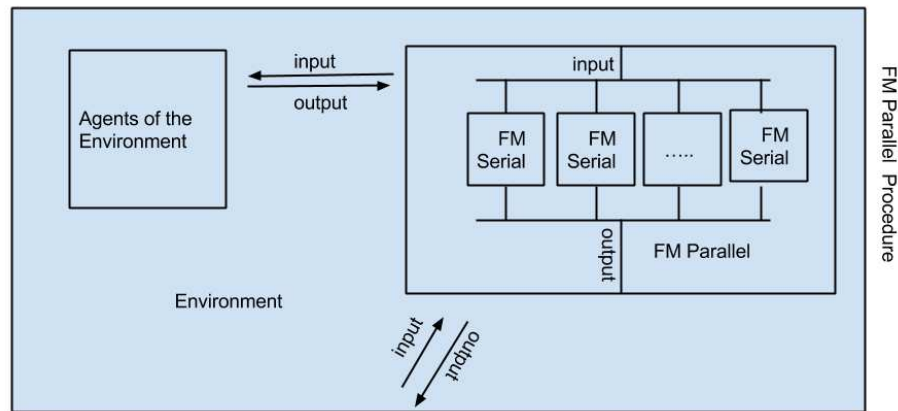 input
output
Agents of the
Environment
input
FM
Serial
FM
Serial
.....
FM
Serial
output
FM Parallel
Environment
input
output
FM Parallel Procedure